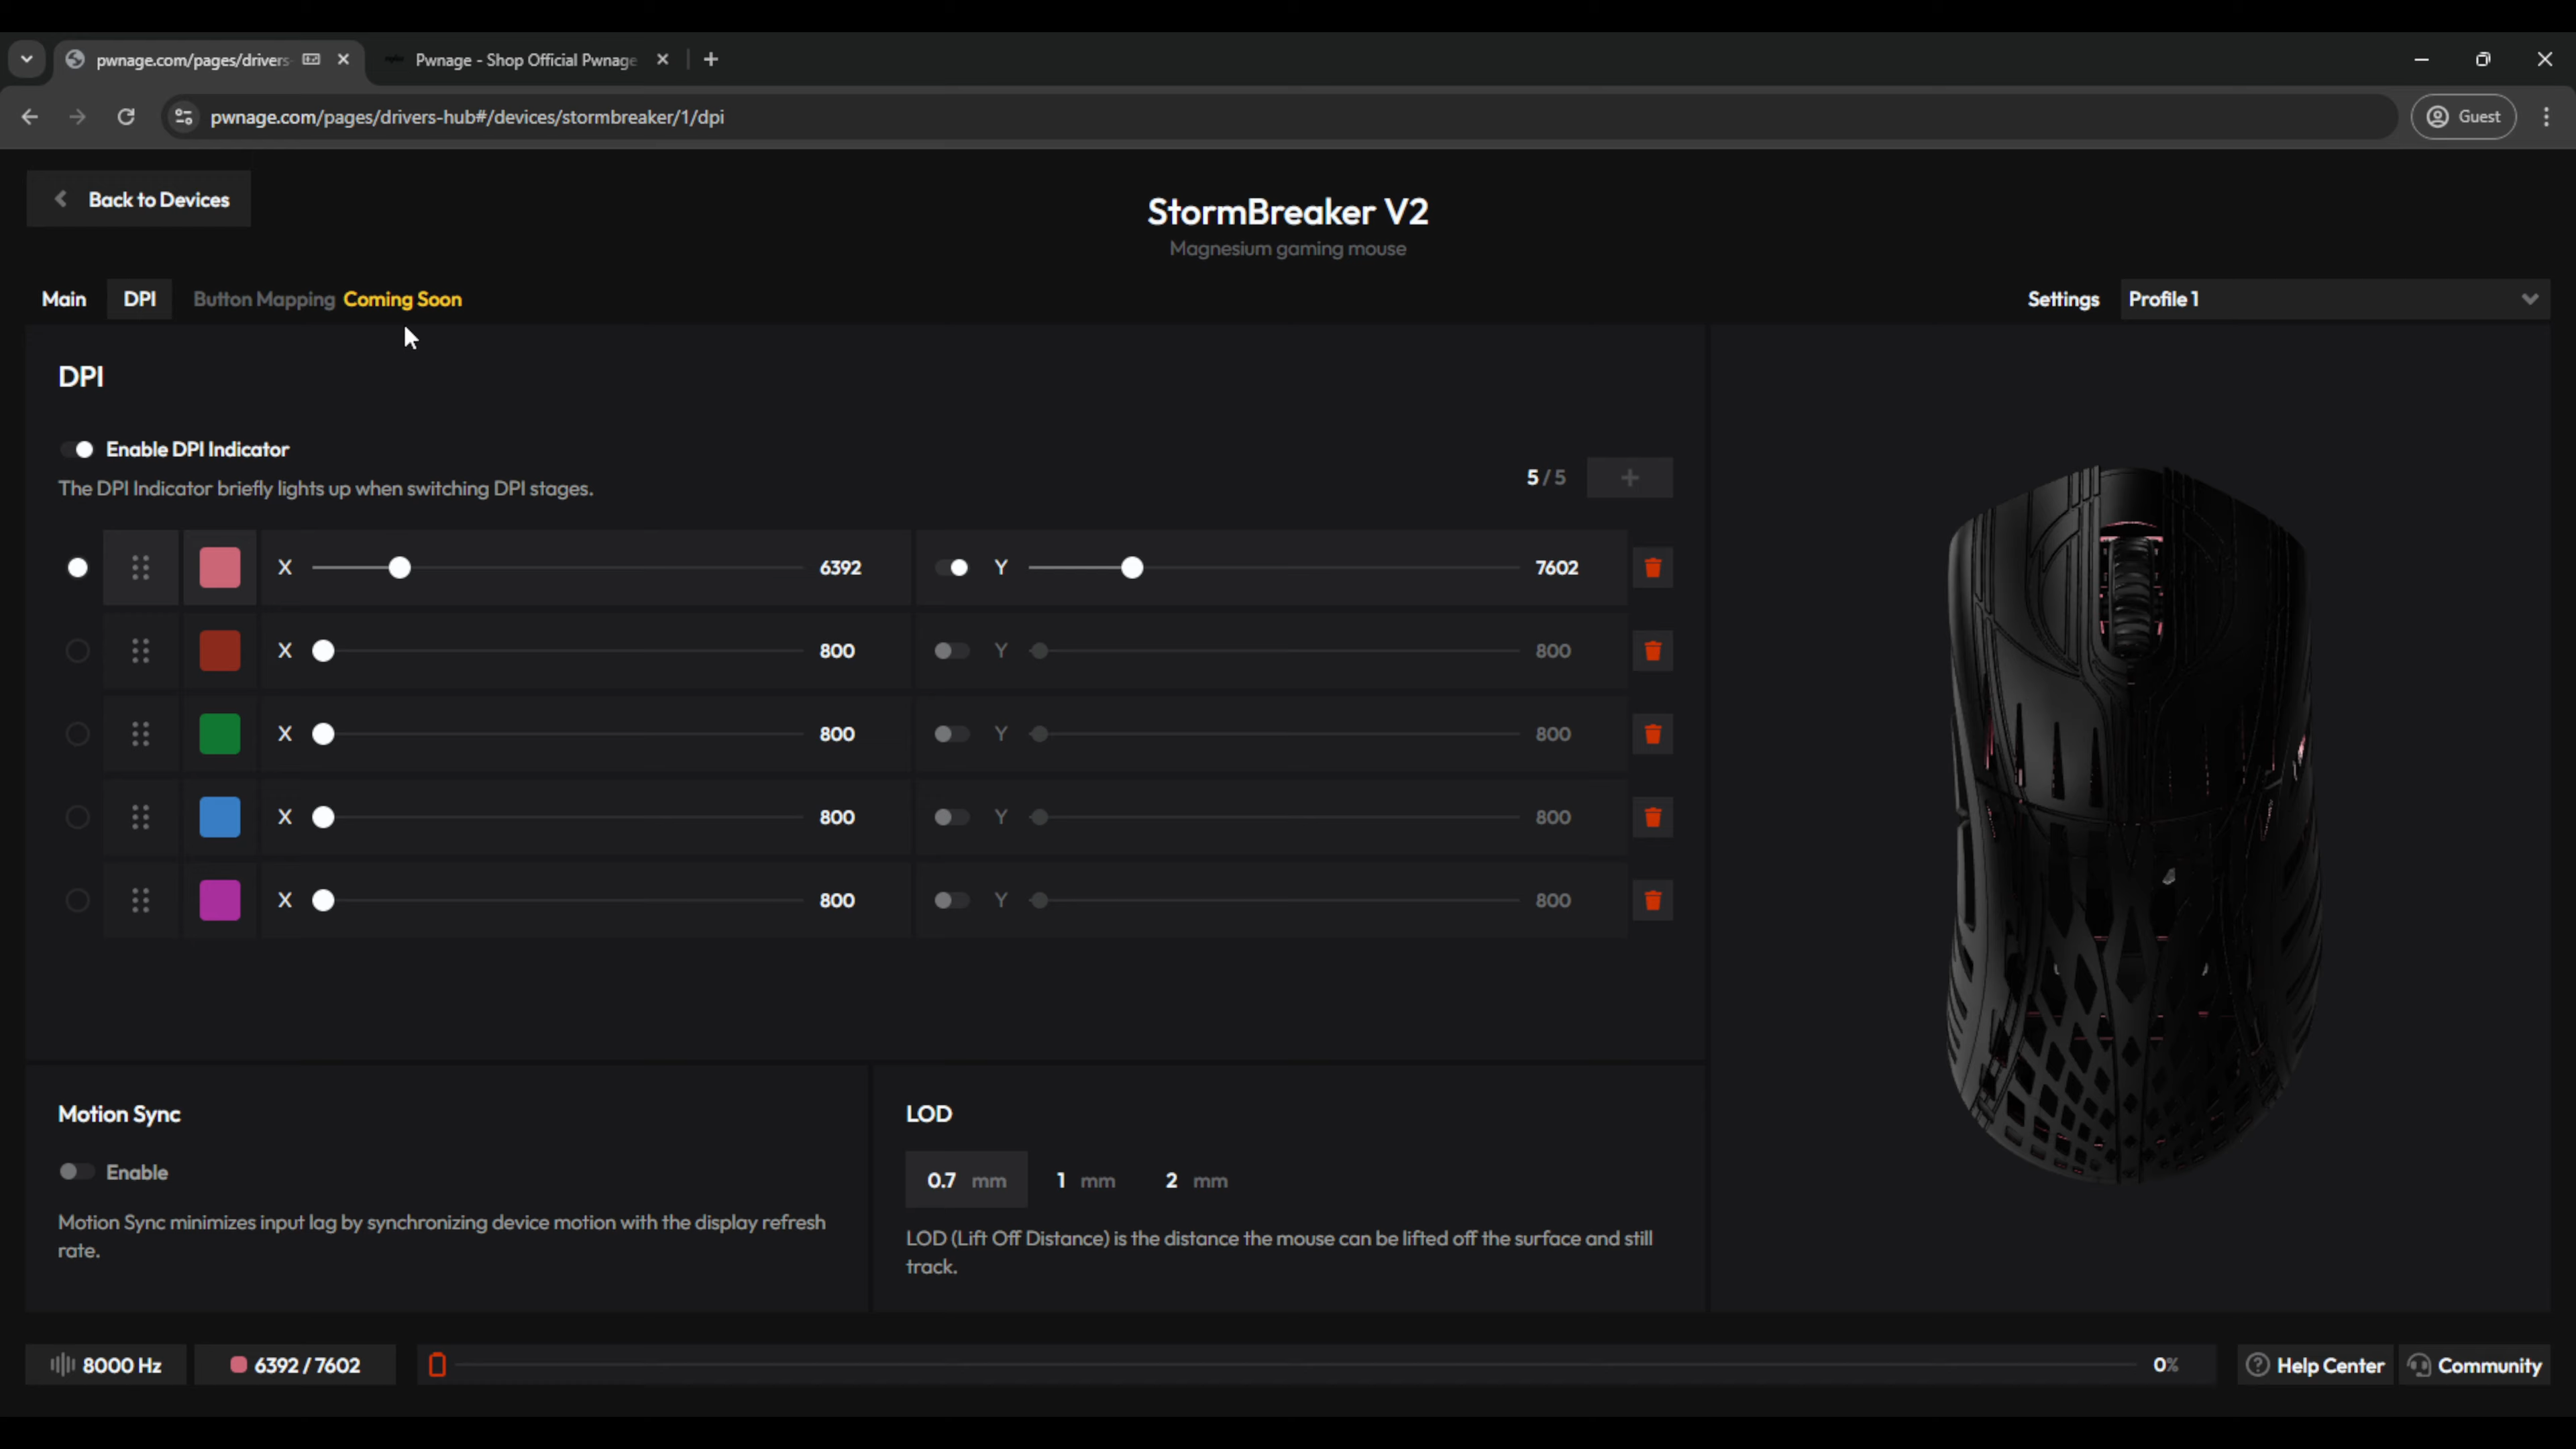 pwnage.com/pages/drivers-
Pwnage - Shop Official Pwnage
pwnage.com/pages/drivers-hub#/devices/stormbreaker/1/dpi
Guest
Back to Devices
StormBreaker V2
Magnesium gaming mouse
Main DPI Button Mapping Coming Soon
Settings Profile 1
DPI
Enable DPI Indicator
The DPI Indicator briefly lights up when switching DPI stages.
5 / 5 +
X 6392 Y 7602
X 800 Y 800
X 800 Y 800
X 800 Y 800
X 800 Y 800
Motion Sync
Enable
Motion Sync minimizes input lag by synchronizing device motion with the display refresh
rate.
LOD
0.7 mm 1 mm 2 mm
LOD (Lift Off Distance) is the distance the mouse can be lifted off the surface and still
track.
8000 Hz 6392 / 7602 0% Help Center Community